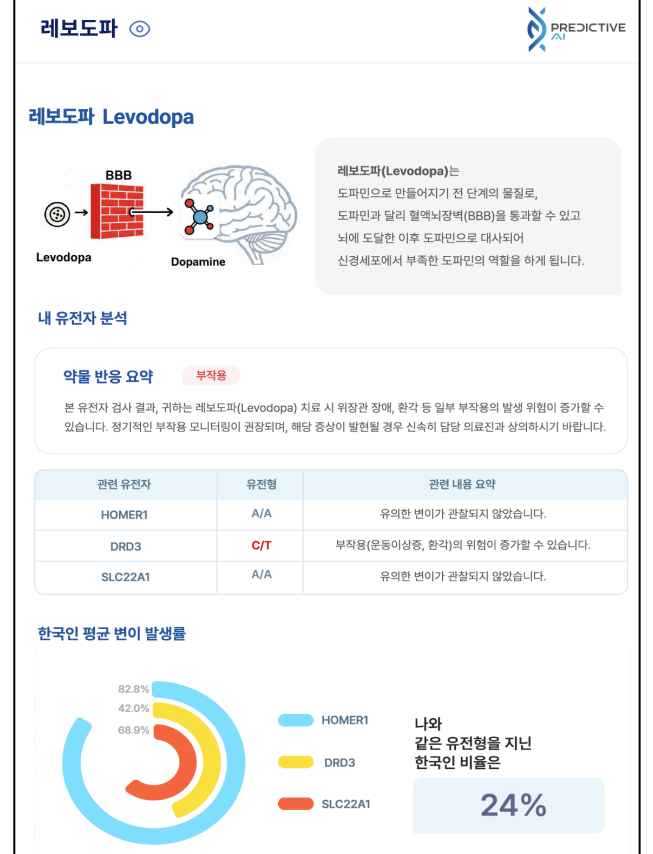 레보도파
PREDICTIVE
AI
레보도파 Levodopa
BBB
Levodopa
Dopamine
레보도파(Levodopa)는
도파민으로 만들어지기 전 단계의 물질로,
도파민과 달리 혈액뇌장벽(BBB)을 통과할 수 있고
뇌에 도달한 이후 도파민으로 대사되어
신경세포에서 부족한 도파민의 역할을 하게 됩니다.
내 유전자 분석
약물 반응 요약 부작용
본 유전자 검사 결과, 귀하는 레보도파(Levodopa) 치료 시 위장관 장애, 환각 등 일부 부작용의 발생 위험이 증가할 수
있습니다. 정기적인 부작용 모니터링이 권장되며, 해당 증상이 발현될 경우 신속히 담당 의료진과 상의하시기 바랍니다.
관련 유전자 유전형 관련 내용 요약
HOMER1 A/A 유의한 변이가 관찰되지 않았습니다.
DRD3 C/T 부작용(운동이상증, 환각)의 위험이 증가할 수 있습니다.
SLC22A1 A/A 유의한 변이가 관찰되지 않았습니다.
한국인 평균 변이 발생률
82.8%
42.0%
68.9%
HOMER1
DRD3
SLC22A1
나와
같은 유전형을 지닌
한국인 비율은
24%